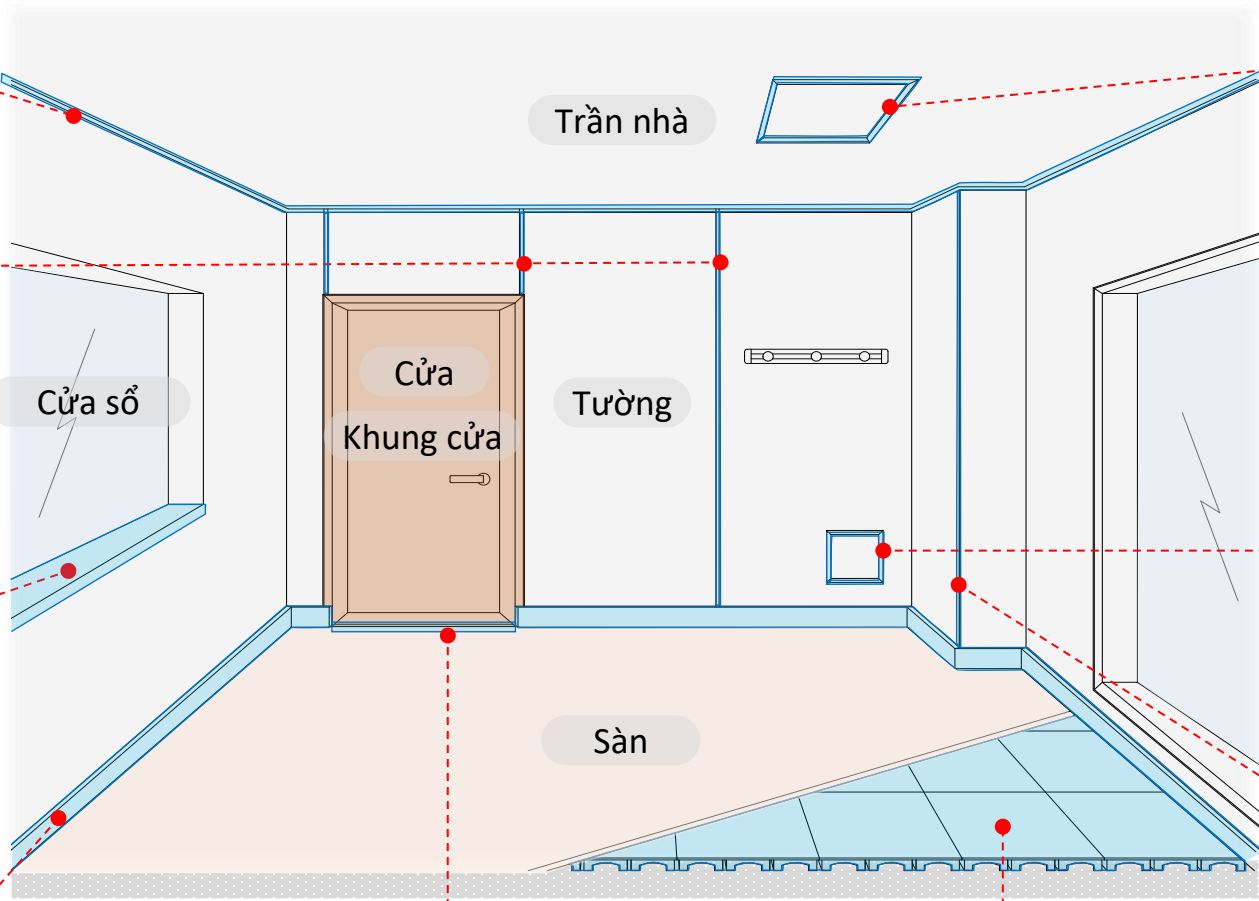 Trần nhà
Cửa
Khung cửa
Cửa sổ
Tường
Sàn